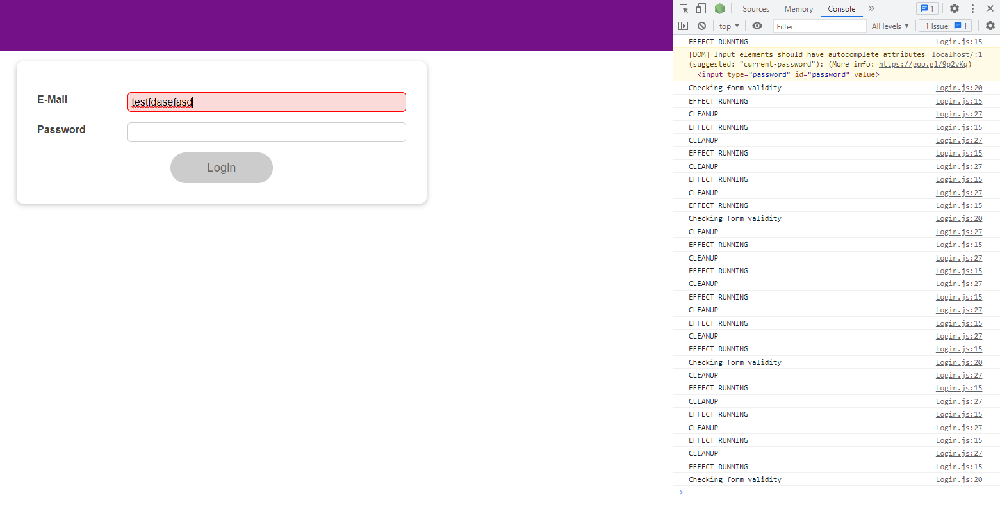 E-Mail
testfdasefasd
Password
Login
Sources Memory Console » 1
top ▼ Filter All levels ▼ 1 Issue: 1
EFFECT RUNNING Login.js:15
[DOM] Input elements should have autocomplete attributes localhost/:1
(suggested: "current-password"): (More info: https://goo.gl/9p2vKq)
<input type="password" id="password" value>
Checking form validity Login.js:20
EFFECT RUNNING Login.js:15
CLEANUP Login.js:27
EFFECT RUNNING Login.js:15
CLEANUP Login.js:27
EFFECT RUNNING Login.js:15
CLEANUP Login.js:27
EFFECT RUNNING Login.js:15
CLEANUP Login.js:27
EFFECT RUNNING Login.js:15
Checking form validity Login.js:20
CLEANUP Login.js:27
EFFECT RUNNING Login.js:15
CLEANUP Login.js:27
EFFECT RUNNING Login.js:15
CLEANUP Login.js:27
EFFECT RUNNING Login.js:15
CLEANUP Login.js:27
EFFECT RUNNING Login.js:15
CLEANUP Login.js:27
EFFECT RUNNING Login.js:15
Checking form validity Login.js:20
CLEANUP Login.js:27
EFFECT RUNNING Login.js:15
CLEANUP Login.js:27
EFFECT RUNNING Login.js:15
CLEANUP Login.js:27
EFFECT RUNNING Login.js:15
CLEANUP Login.js:27
EFFECT RUNNING Login.js:15
Checking form validity Login.js:20